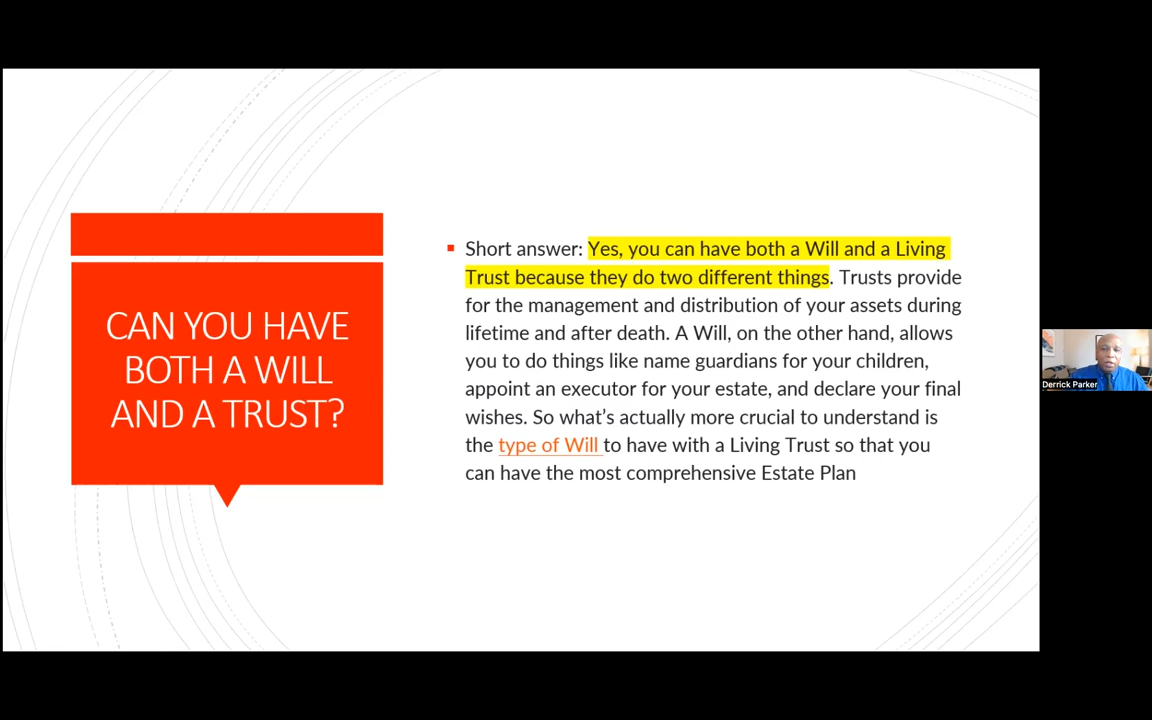 CAN YOU HAVE
BOTH A WILL
AND A TRUST?
Short answer: Yes, you can have both a Will and a Living
Trust because they do two different things. Trusts provide
for the management and distribution of your assets during
lifetime and after death. A Will, on the other hand, allows
you to do things like name guardians for your children,
appoint an executor for your estate, and declare your final
wishes. So what’s actually more crucial to understand is
the type of Will to have with a Living Trust so that you
can have the most comprehensive Estate Plan
Derrick Parker